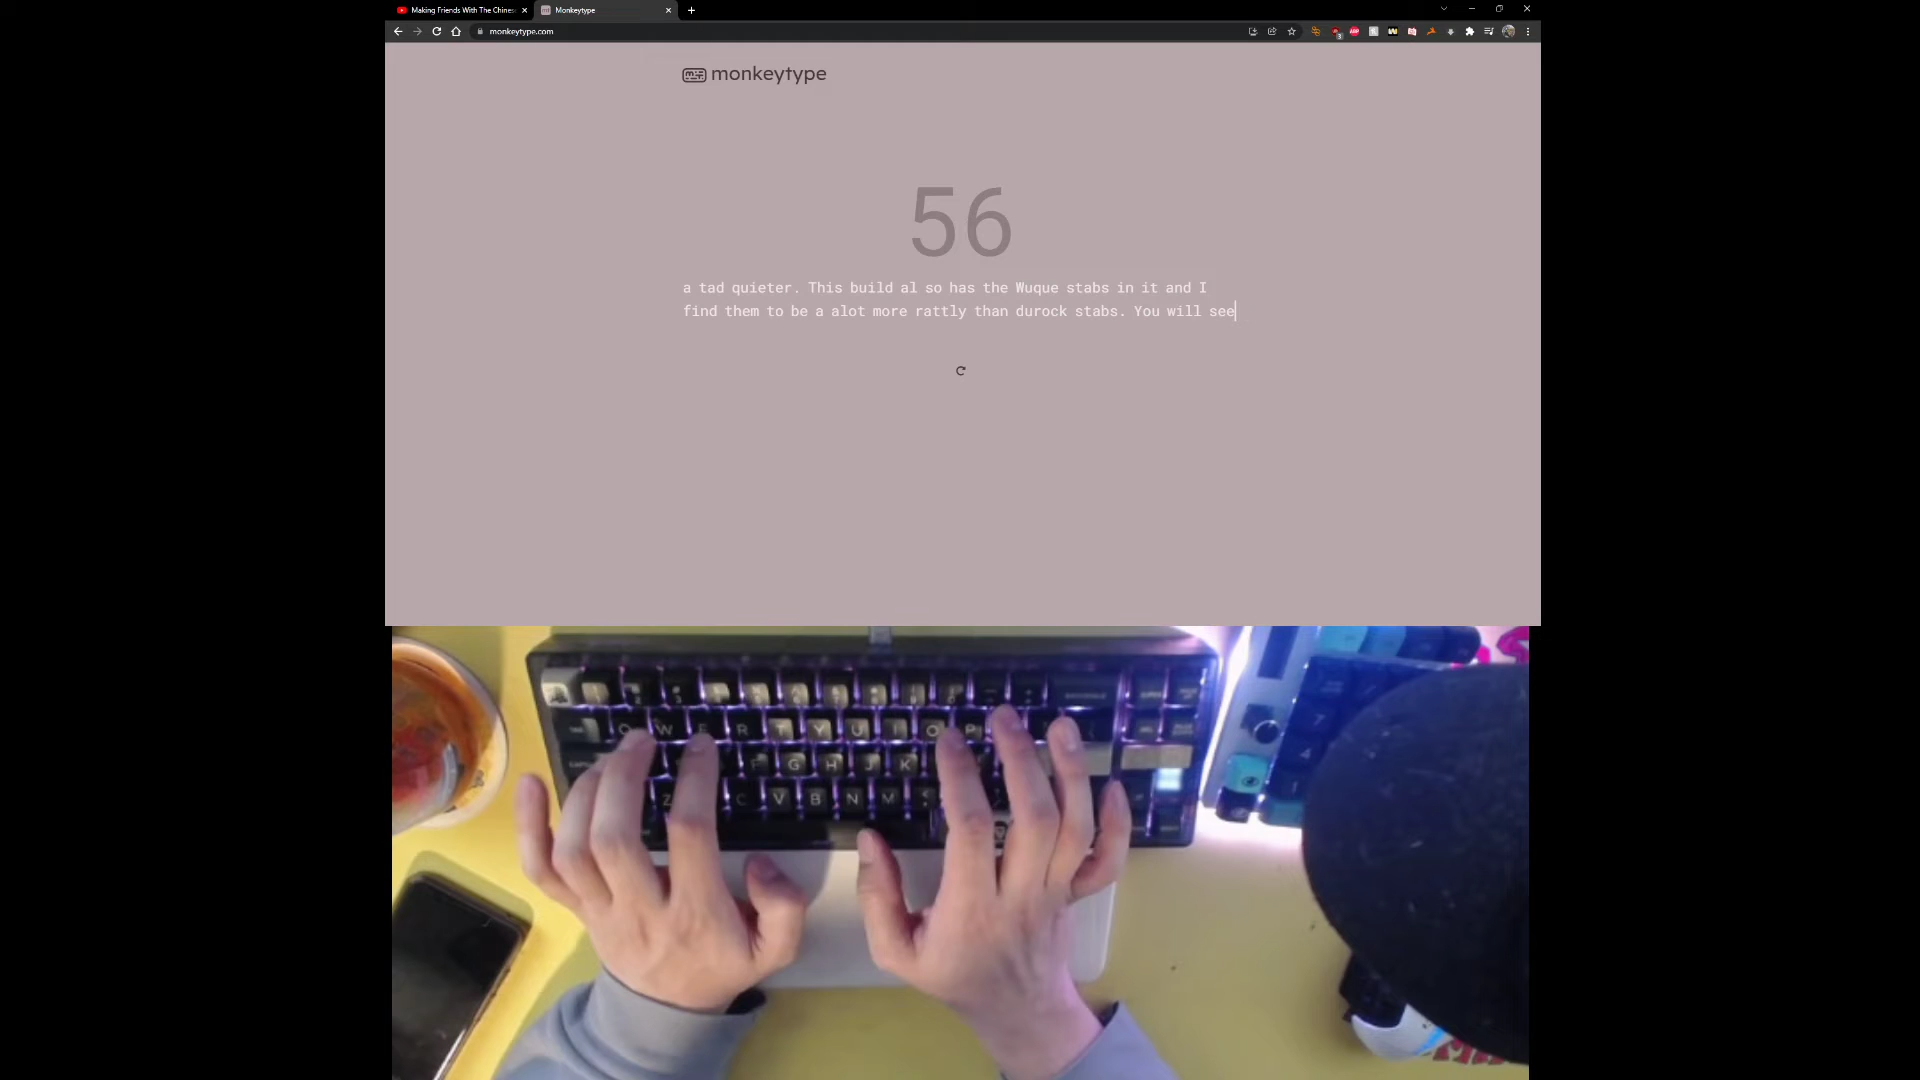 Making Friends With The Chines
Monkeytype
monkeytype.com
monkeytype
56
a tad quieter. This build al so has the Wuque stabs in it and I
find them to be a alot more rattly than durock stabs. You will see
W E R T Y U I O P
G H J K
Z C V B N M